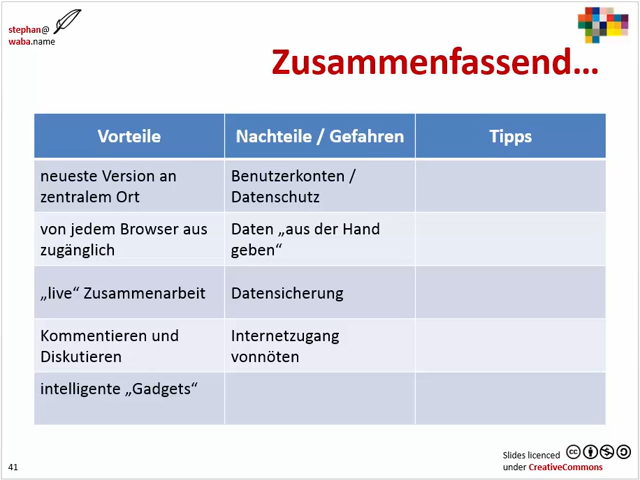 stephan@
waba.name
Zusammenfassend…
Vorteile
Nachteile / Gefahren
Tipps
neueste Version an
zentralem Ort
Benutzerkonten /
Datenschutz
von jedem Browser aus
zugänglich
Daten „aus der Hand
geben“
„live“ Zusammenarbeit
Datensicherung
Kommentieren und
Diskutieren
Internetzugang
vonnöten
intelligente „Gadgets“
41
Slides licenced
under CreativeCommons